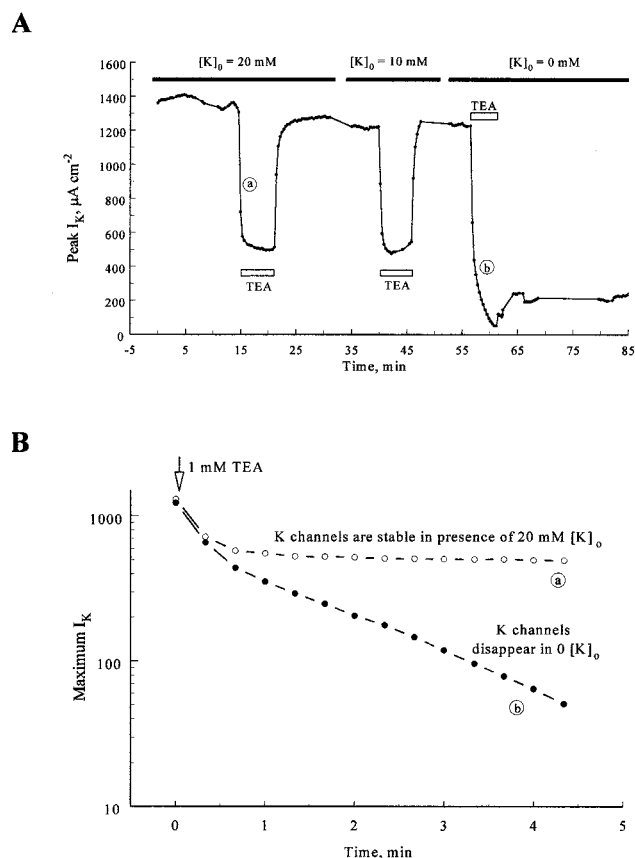 A
[K]₀ = 20 mM [K]₀ = 10 mM [K]₀ = 0 mM
1600
1400
1200
1000
800
600
400
200
0
Peak I_K, µA cm⁻²
TEA
a
b
TEA
TEA
-5 5 15 25 35 45 55 65 75 85
Time, min
B
1 mM TEA
1000
100
10
Maximum I_K
K channels are stable in presence of 20 mM [K]ₒ
a
K channels
disappear in 0 [K]ₒ
b
0 1 2 3 4 5
Time, min